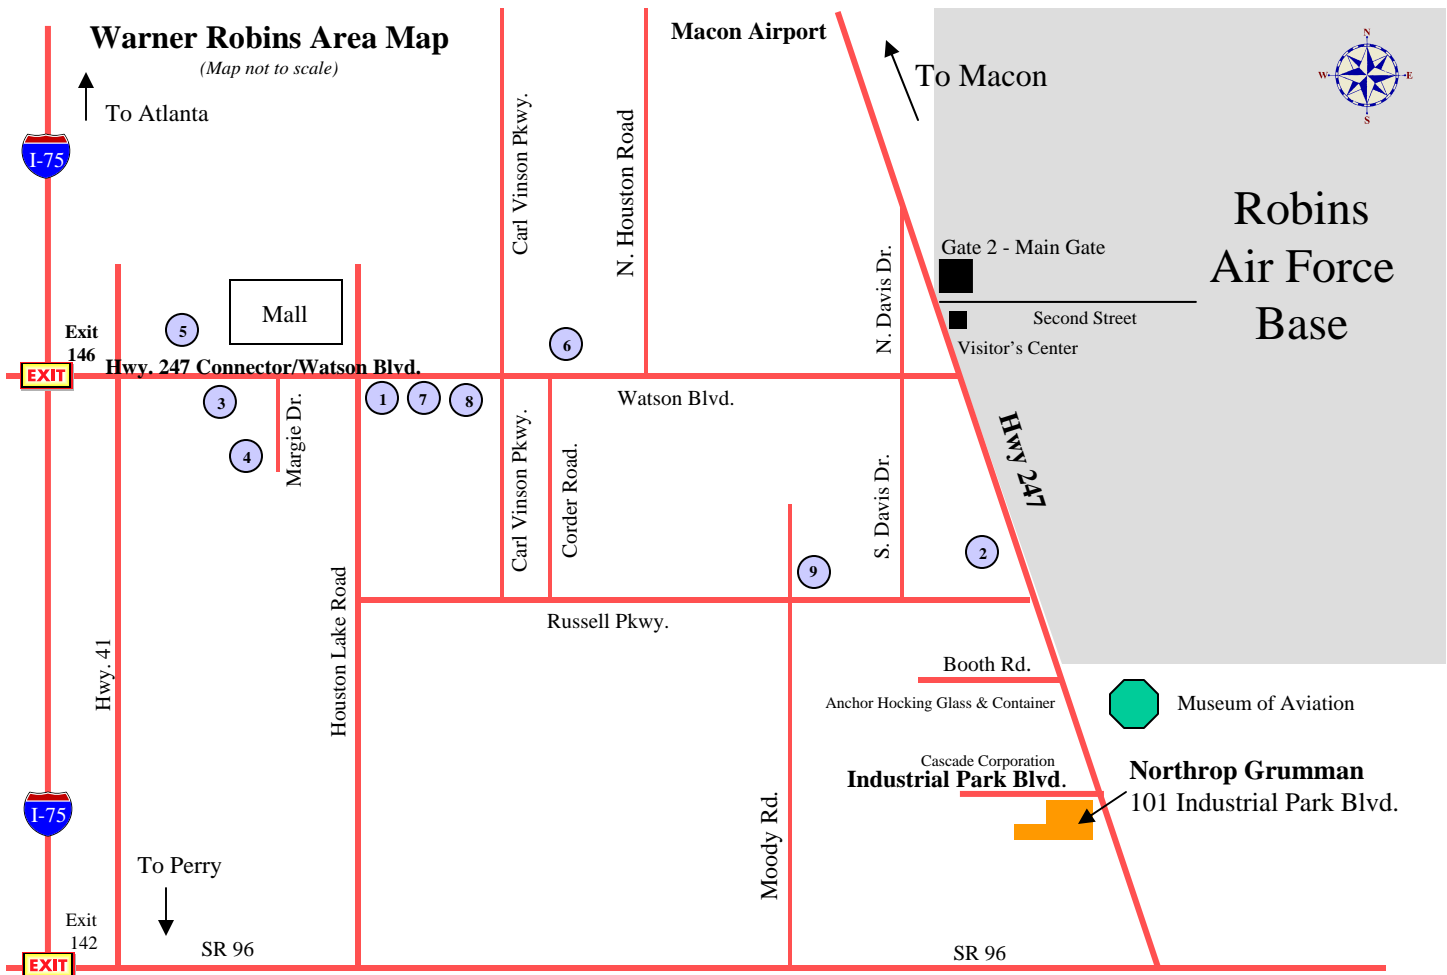 Warner Robins Area Map
(Map not to scale)
Macon Airport
To Macon
N
W
E
S
To Atlanta
I-75
Carl Vinson Pkwy.
N. Houston Road
Robins
Air Force
Base
Gate 2 - Main Gate
N. Davis Dr.
Second Street
Visitor's Center
Mall
5
6
Exit
146
EXIT
Hwy. 247 Connector/Watson Blvd.
Watson Blvd.
3
1
7
8
4
Margie Dr.
Carl Vinson Pkwy.
Corder Road.
S. Davis Dr.
Hwy 247
2
9
Houston Lake Road
Russell Pkwy.
Hwy. 41
Booth Rd.
Anchor Hocking Glass & Container
Museum of Aviation
Cascade Corporation
Industrial Park Blvd.
Northrop Grumman
101 Industrial Park Blvd.
I-75
Moody Rd.
To Perry
Exit
142
EXIT
SR 96
SR 96